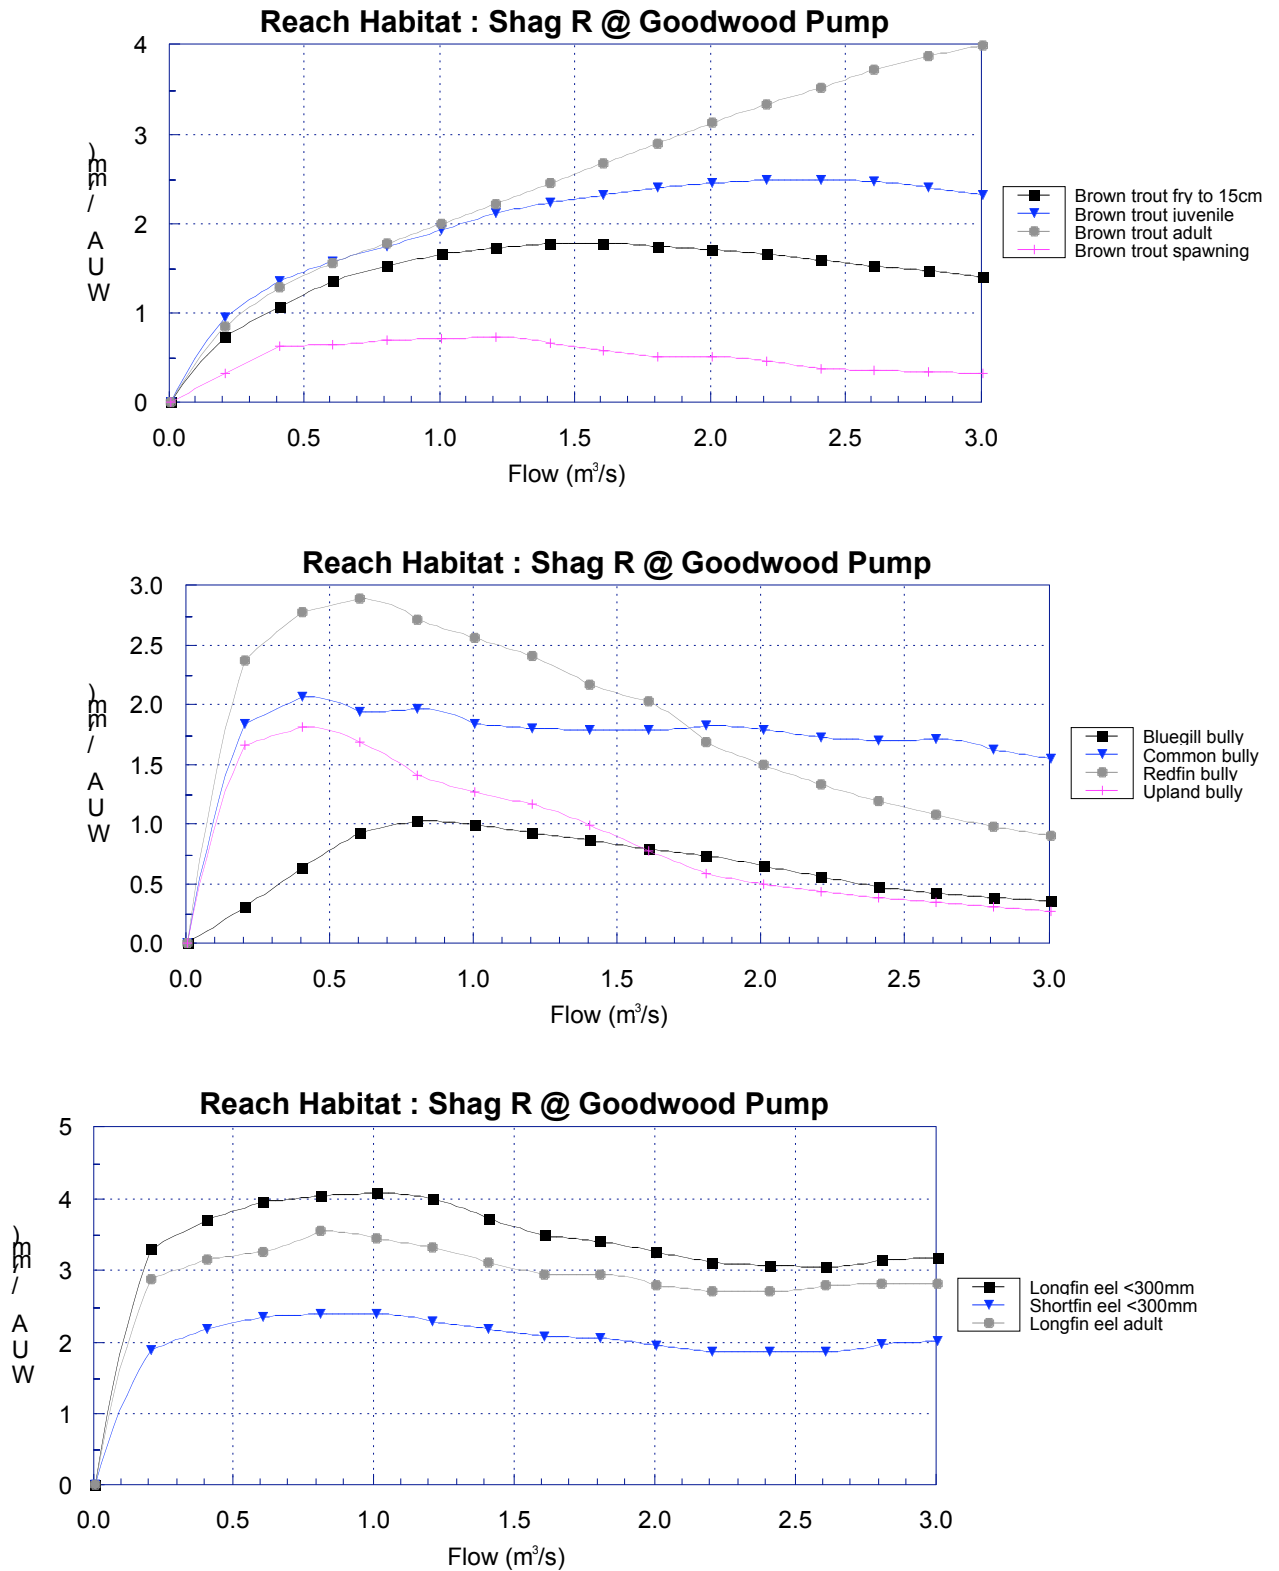 Reach Habitat : Shag R @ Goodwood Pump
4
3
2
1
0
WUA /m,m(
0.0 0.5 1.0 1.5 2.0 2.5 3.0
Flow (m³/s)
Brown trout fry to 15cm
Brown trout juvenile
Brown trout adult
Brown trout spawning
Reach Habitat : Shag R @ Goodwood Pump
3.0
2.5
2.0
1.5
1.0
0.5
0.0
WUA /m,m(
0.0 0.5 1.0 1.5 2.0 2.5 3.0
Flow (m³/s)
Bluegill bully
Common bully
Redfin bully
Upland bully
Reach Habitat : Shag R @ Goodwood Pump
5
4
3
2
1
0
WUA /m,m(
0.0 0.5 1.0 1.5 2.0 2.5 3.0
Flow (m³/s)
Longfin eel <300mm
Shortfin eel <300mm
Longfin eel adult